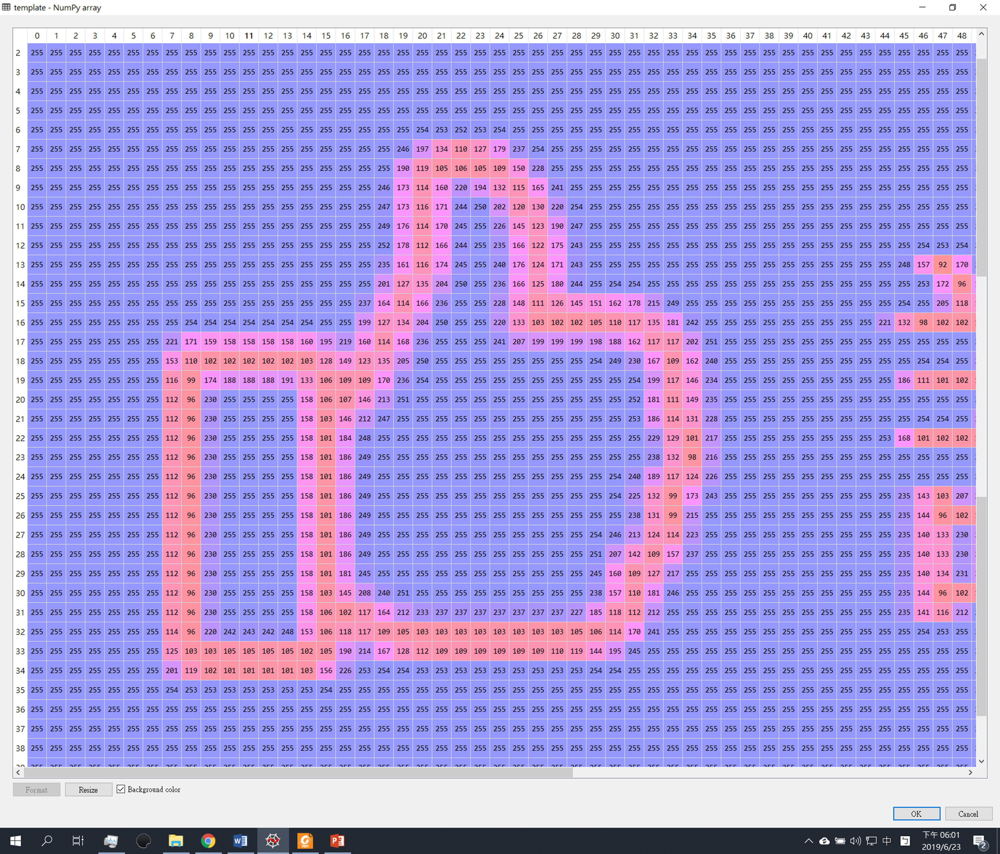 template - NumPy array
0 1 2 3 4 5 6 7 8 9 10 11 12 13 14 15 16 17 18 19 20 21 22 23 24 25 26 27 28 29 30 31 32 33 34 35 36 37 38 39 40 41 42 43 44 45 46 47 48
2 255 255 255 255 255 255 255 255 255 255 255 255 255 255 255 255 255 255 255 255 255 255 255 255 255 255 255 255 255 255 255 255 255 255 255 255 255 255 255 255 255 255 255 255 255 255 255 255 255
3 255 255 255 255 255 255 255 255 255 255 255 255 255 255 255 255 255 255 255 255 255 255 255 255 255 255 255 255 255 255 255 255 255 255 255 255 255 255 255 255 255 255 255 255 255 255 255 255 255
4 255 255 255 255 255 255 255 255 255 255 255 255 255 255 255 255 255 255 255 255 255 255 255 255 255 255 255 255 255 255 255 255 255 255 255 255 255 255 255 255 255 255 255 255 255 255 255 255 255
5 255 255 255 255 255 255 255 255 255 255 255 255 255 255 255 255 255 255 255 255 255 255 255 255 255 255 255 255 255 255 255 255 255 255 255 255 255 255 255 255 255 255 255 255 255 255 255 255 255
6 255 255 255 255 255 255 255 255 255 255 255 255 255 255 255 255 255 255 255 255 254 253 252 253 254 255 255 255 255 255 255 255 255 255 255 255 255 255 255 255 255 255 255 255 255 255 255 255 255
7 255 255 255 255 255 255 255 255 255 255 255 255 255 255 255 255 255 255 255 246 197 134 110 127 179 237 254 255 255 255 255 255 255 255 255 255 255 255 255 255 255 255 255 255 255 255 255 255 255
8 255 255 255 255 255 255 255 255 255 255 255 255 255 255 255 255 255 255 255 190 119 105 106 105 109 150 228 255 255 255 255 255 255 255 255 255 255 255 255 255 255 255 255 255 255 255 255 255 255
9 255 255 255 255 255 255 255 255 255 255 255 255 255 255 255 255 255 255 246 173 114 160 220 194 132 115 165 241 255 255 255 255 255 255 255 255 255 255 255 255 255 255 255 255 255 255 255 255 255
10 255 255 255 255 255 255 255 255 255 255 255 255 255 255 255 255 255 255 247 173 116 171 244 250 202 120 130 220 254 255 255 255 255 255 255 255 255 255 255 255 255 255 255 255 255 255 255 255 255
11 255 255 255 255 255 255 255 255 255 255 255 255 255 255 255 255 255 255 249 176 114 170 245 255 226 145 123 190 247 255 255 255 255 255 255 255 255 255 255 255 255 255 255 255 255 255 255 255 255
12 255 255 255 255 255 255 255 255 255 255 255 255 255 255 255 255 255 255 252 178 112 166 244 255 235 166 122 175 243 255 255 255 255 255 255 255 255 255 255 255 255 255 255 255 255 255 254 253 254
13 255 255 255 255 255 255 255 255 255 255 255 255 255 255 255 255 255 255 235 161 116 174 245 255 240 176 124 171 243 255 255 255 255 255 255 255 255 255 255 255 255 255 255 255 255 248 157 92 170
14 255 255 255 255 255 255 255 255 255 255 255 255 255 255 255 255 255 255 201 127 135 204 250 255 236 166 125 180 244 255 254 254 255 255 255 255 255 255 255 255 255 255 255 255 255 255 253 172 96
15 255 255 255 255 255 255 255 255 255 255 255 255 255 255 255 255 255 237 164 114 166 236 255 255 228 148 111 126 145 151 162 178 215 249 255 255 255 255 255 255 255 255 255 255 255 254 255 205 118
16 255 255 255 255 255 255 255 255 254 254 254 254 254 254 254 255 255 199 127 134 204 250 255 255 220 133 103 102 102 105 110 117 135 181 242 255 255 255 255 255 255 255 255 255 221 132 98 102 102
17 255 255 255 255 255 255 255 221 171 159 158 158 158 158 160 195 219 160 114 168 236 255 255 255 241 207 199 199 199 198 188 162 117 117 202 251 255 255 255 255 255 255 255 255 255 255 255 255 255
18 255 255 255 255 255 255 255 153 110 102 102 102 102 102 103 128 149 123 135 205 250 255 255 255 255 255 255 255 255 254 249 230 167 109 162 240 255 255 255 255 255 255 255 255 255 255 254 254 255
19 255 255 255 255 255 255 255 116 99 174 188 188 188 191 133 106 109 109 170 236 254 255 255 255 255 255 255 255 255 255 255 254 199 117 146 234 255 255 255 255 255 255 255 255 255 186 111 101 102
20 255 255 255 255 255 255 255 112 96 230 255 255 255 255 158 106 107 146 213 251 255 255 255 255 255 255 255 255 255 255 255 252 181 111 149 235 255 255 255 255 255 255 255 255 255 255 255 255 255
21 255 255 255 255 255 255 255 112 96 230 255 255 255 255 158 103 146 212 247 255 255 255 255 255 255 255 255 255 255 255 255 253 186 114 131 228 255 255 255 255 255 255 255 255 255 255 254 254 255
22 255 255 255 255 255 255 255 112 96 230 255 255 255 255 158 101 184 248 255 255 255 255 255 255 255 255 255 255 255 255 255 255 229 129 101 217 255 255 255 255 255 255 255 255 253 168 101 102 102
23 255 255 255 255 255 255 255 112 96 230 255 255 255 255 158 101 186 249 255 255 255 255 255 255 255 255 255 255 255 255 255 255 238 132 98 216 255 255 255 255 255 255 255 255 255 255 255 255 255
24 255 255 255 255 255 255 255 112 96 230 255 255 255 255 158 101 186 249 255 255 255 255 255 255 255 255 255 255 255 255 254 240 189 117 124 226 255 255 255 255 255 255 255 255 255 255 255 255 255
25 255 255 255 255 255 255 255 112 96 230 255 255 255 255 158 101 186 249 255 255 255 255 255 255 255 255 255 255 255 255 254 225 132 99 173 243 255 255 255 255 255 255 255 255 255 235 143 103 207
26 255 255 255 255 255 255 255 112 96 230 255 255 255 255 158 101 186 249 255 255 255 255 255 255 255 255 255 255 255 255 255 238 131 99 215 255 255 255 255 255 255 255 255 255 255 235 144 96 102
27 255 255 255 255 255 255 255 112 96 230 255 255 255 255 158 101 186 249 255 255 255 255 255 255 255 255 255 255 255 254 246 213 124 114 223 255 255 255 255 255 255 255 255 255 255 235 140 133 230
28 255 255 255 255 255 255 255 112 96 230 255 255 255 255 158 101 186 249 255 255 255 255 255 255 255 255 255 255 255 251 207 142 109 157 237 255 255 255 255 255 255 255 255 255 255 235 140 133 230
29 255 255 255 255 255 255 255 112 96 230 255 255 255 255 158 101 181 245 255 255 255 255 255 255 255 255 255 255 255 245 160 109 127 217 255 255 255 255 255 255 255 255 255 255 255 235 140 134 231
30 255 255 255 255 255 255 255 112 96 230 255 255 255 255 158 103 145 208 240 251 255 255 255 255 255 255 255 255 255 238 157 110 181 246 255 255 255 255 255 255 255 255 255 255 255 235 144 96 102
31 255 255 255 255 255 255 255 112 96 230 255 255 255 255 158 106 102 117 164 212 233 237 237 237 237 237 237 237 227 185 118 112 212 255 255 255 255 255 255 255 255 255 255 255 255 235 141 116 212
32 255 255 255 255 255 255 255 114 96 220 242 243 242 248 153 106 118 117 109 105 103 103 103 103 103 103 103 103 105 106 114 170 241 255 255 255 255 255 255 255 255 255 255 255 255 255 254 253 255
33 255 255 255 255 255 255 255 125 103 103 105 105 105 105 102 105 190 214 167 128 112 109 109 109 109 109 109 110 119 144 195 245 255 255 255 255 255 255 255 255 255 255 255 255 255 255 255 255 255
34 255 255 255 255 255 255 255 201 119 102 101 101 101 101 103 156 226 253 254 254 253 253 253 253 253 253 253 253 253 254 254 255 255 255 255 255 255 255 255 255 255 255 255 255 255 255 255 255 255
35 255 255 255 255 255 255 255 254 253 253 253 253 253 253 253 254 255 255 255 255 255 255 255 255 255 255 255 255 255 255 255 255 255 255 255 255 255 255 255 255 255 255 255 255 255 255 255 255 255
36 255 255 255 255 255 255 255 255 255 255 255 255 255 255 255 255 255 255 255 255 255 255 255 255 255 255 255 255 255 255 255 255 255 255 255 255 255 255 255 255 255 255 255 255 255 255 255 255 255
37 255 255 255 255 255 255 255 255 255 255 255 255 255 255 255 255 255 255 255 255 255 255 255 255 255 255 255 255 255 255 255 255 255 255 255 255 255 255 255 255 255 255 255 255 255 255 255 255 255
38 255 255 255 255 255 255 255 255 255 255 255 255 255 255 255 255 255 255 255 255 255 255 255 255 255 255 255 255 255 255 255 255 255 255 255 255 255 255 255 255 255 255 255 255 255 255 255 255 255
Format Resize Background color
OK Cancel
中 下午 06:01
2019/6/23 2